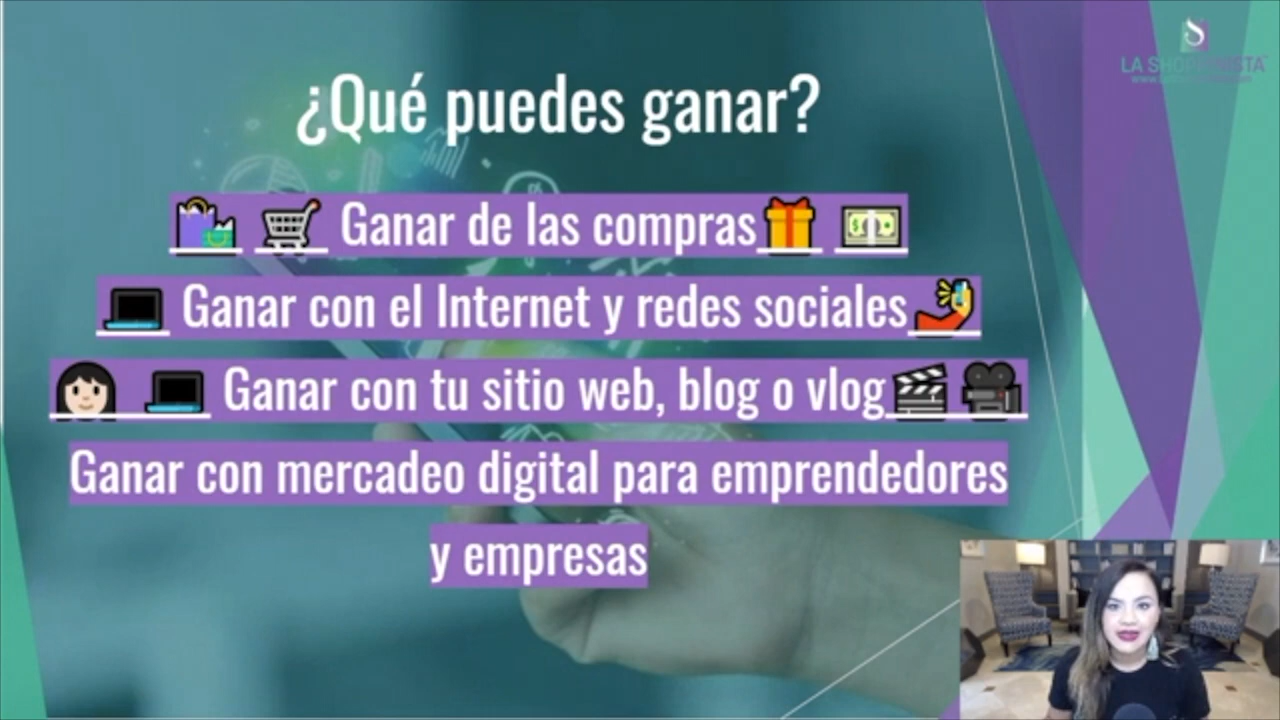 LA SHOPERNISTA
¿Qué puedes ganar?
Ganar de las compras
Ganar con el Internet y redes sociales
Ganar con tu sitio web, blog o vlog
Ganar con mercadeo digital para emprendedores
y empresas